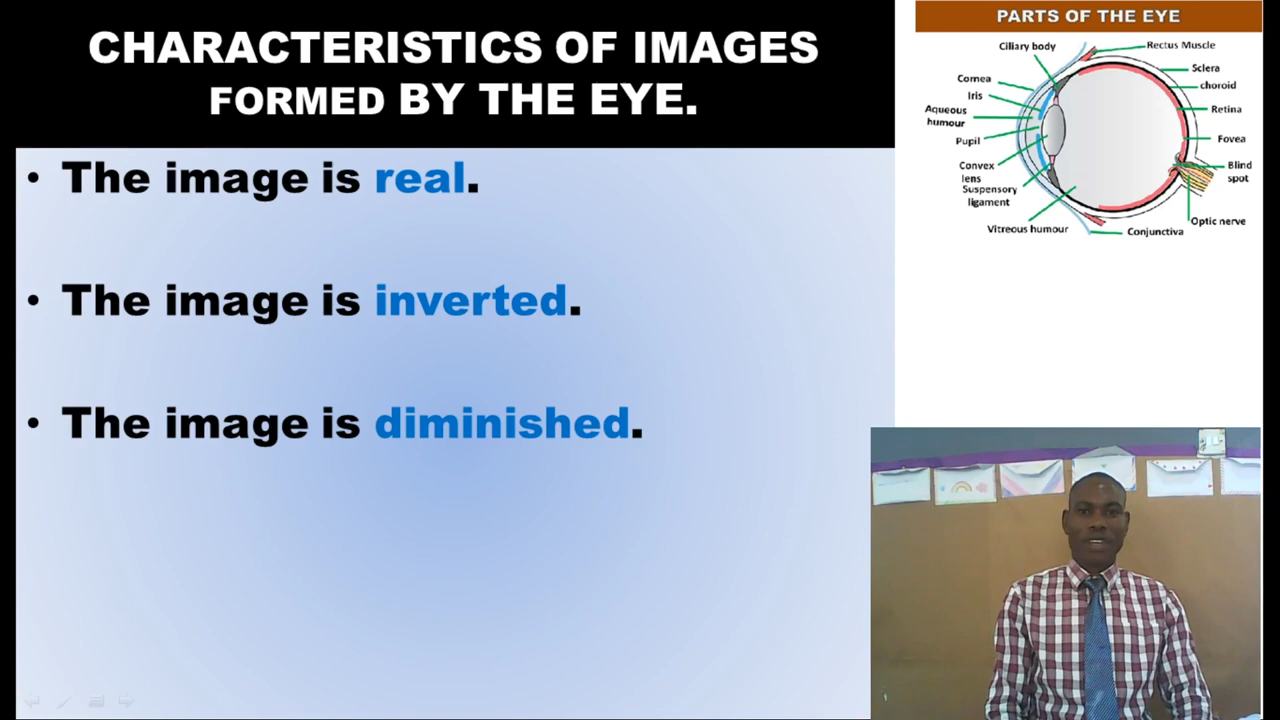 CHARACTERISTICS OF IMAGES
FORMED BY THE EYE.
• The image is real.
• The image is inverted.
• The image is diminished.
PARTS OF THE EYE
Ciliary body
Rectus Muscle
Cornea
Sclera
Iris
choroid
Aqueous
humour
Retina
Pupil
Fovea
Convex
lens
Blind
spot
Suspensory
ligament
Optic nerve
Vitreous humour
Conjunctiva